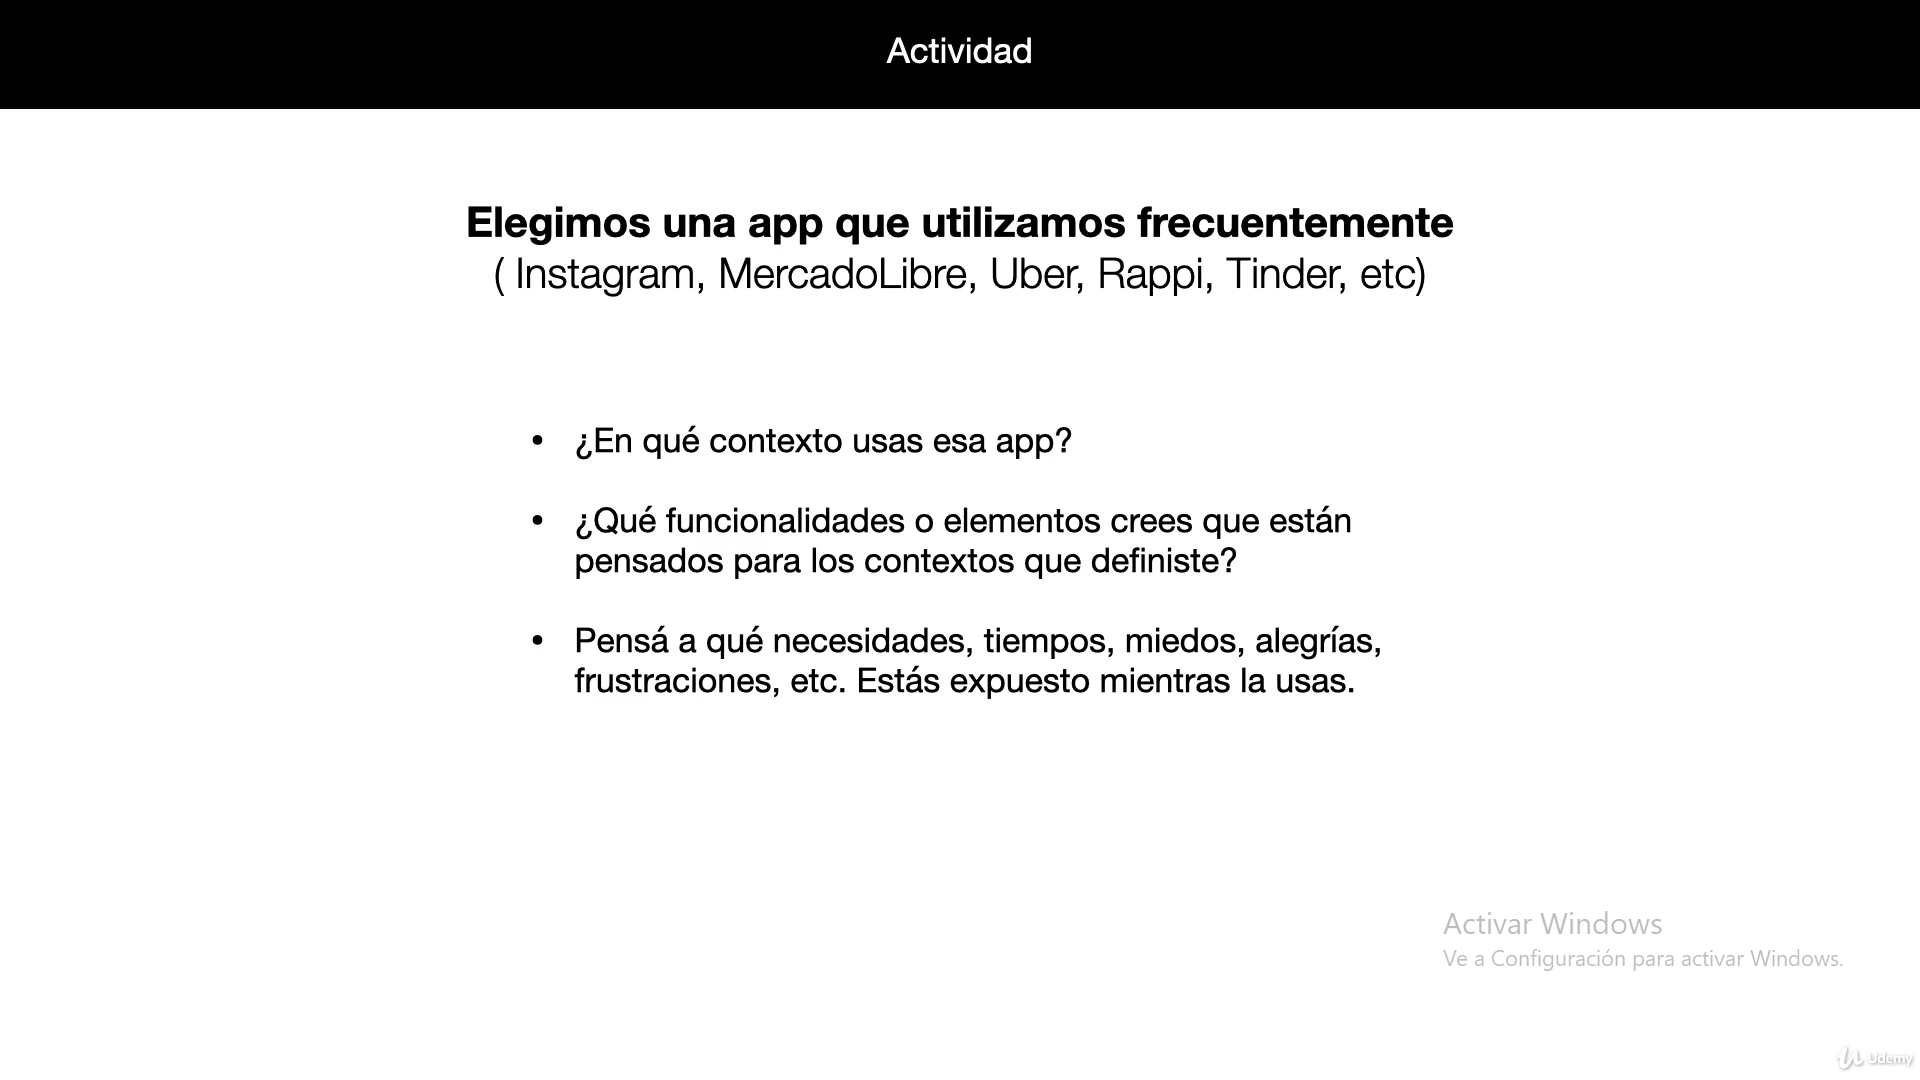 Actividad
Elegimos una app que utilizamos frecuentemente
( Instagram, MercadoLibre, Uber, Rappi, Tinder, etc)
• ¿En qué contexto usas esa app?
• ¿Qué funcionalidades o elementos crees que están
pensados para los contextos que definiste?
• Pensá a qué necesidades, tiempos, miedos, alegrías,
frustraciones, etc. Estás expuesto mientras la usas.
Activar Windows
Ve a Configuración para activar Windows.
Udemy